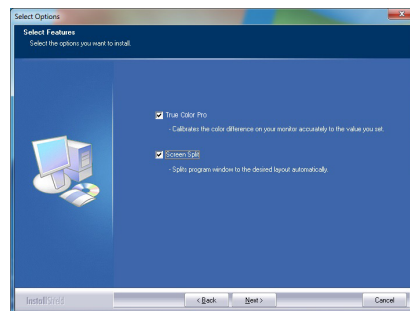 Select Options
Select Features
Select the options you want to install.
True Color Pro
- Calibrates the color difference on your monitor accurately to the value you set.
Screen Split
- Splits program window to the desired layout automatically.
InstallShield
< Back
Next >
Cancel